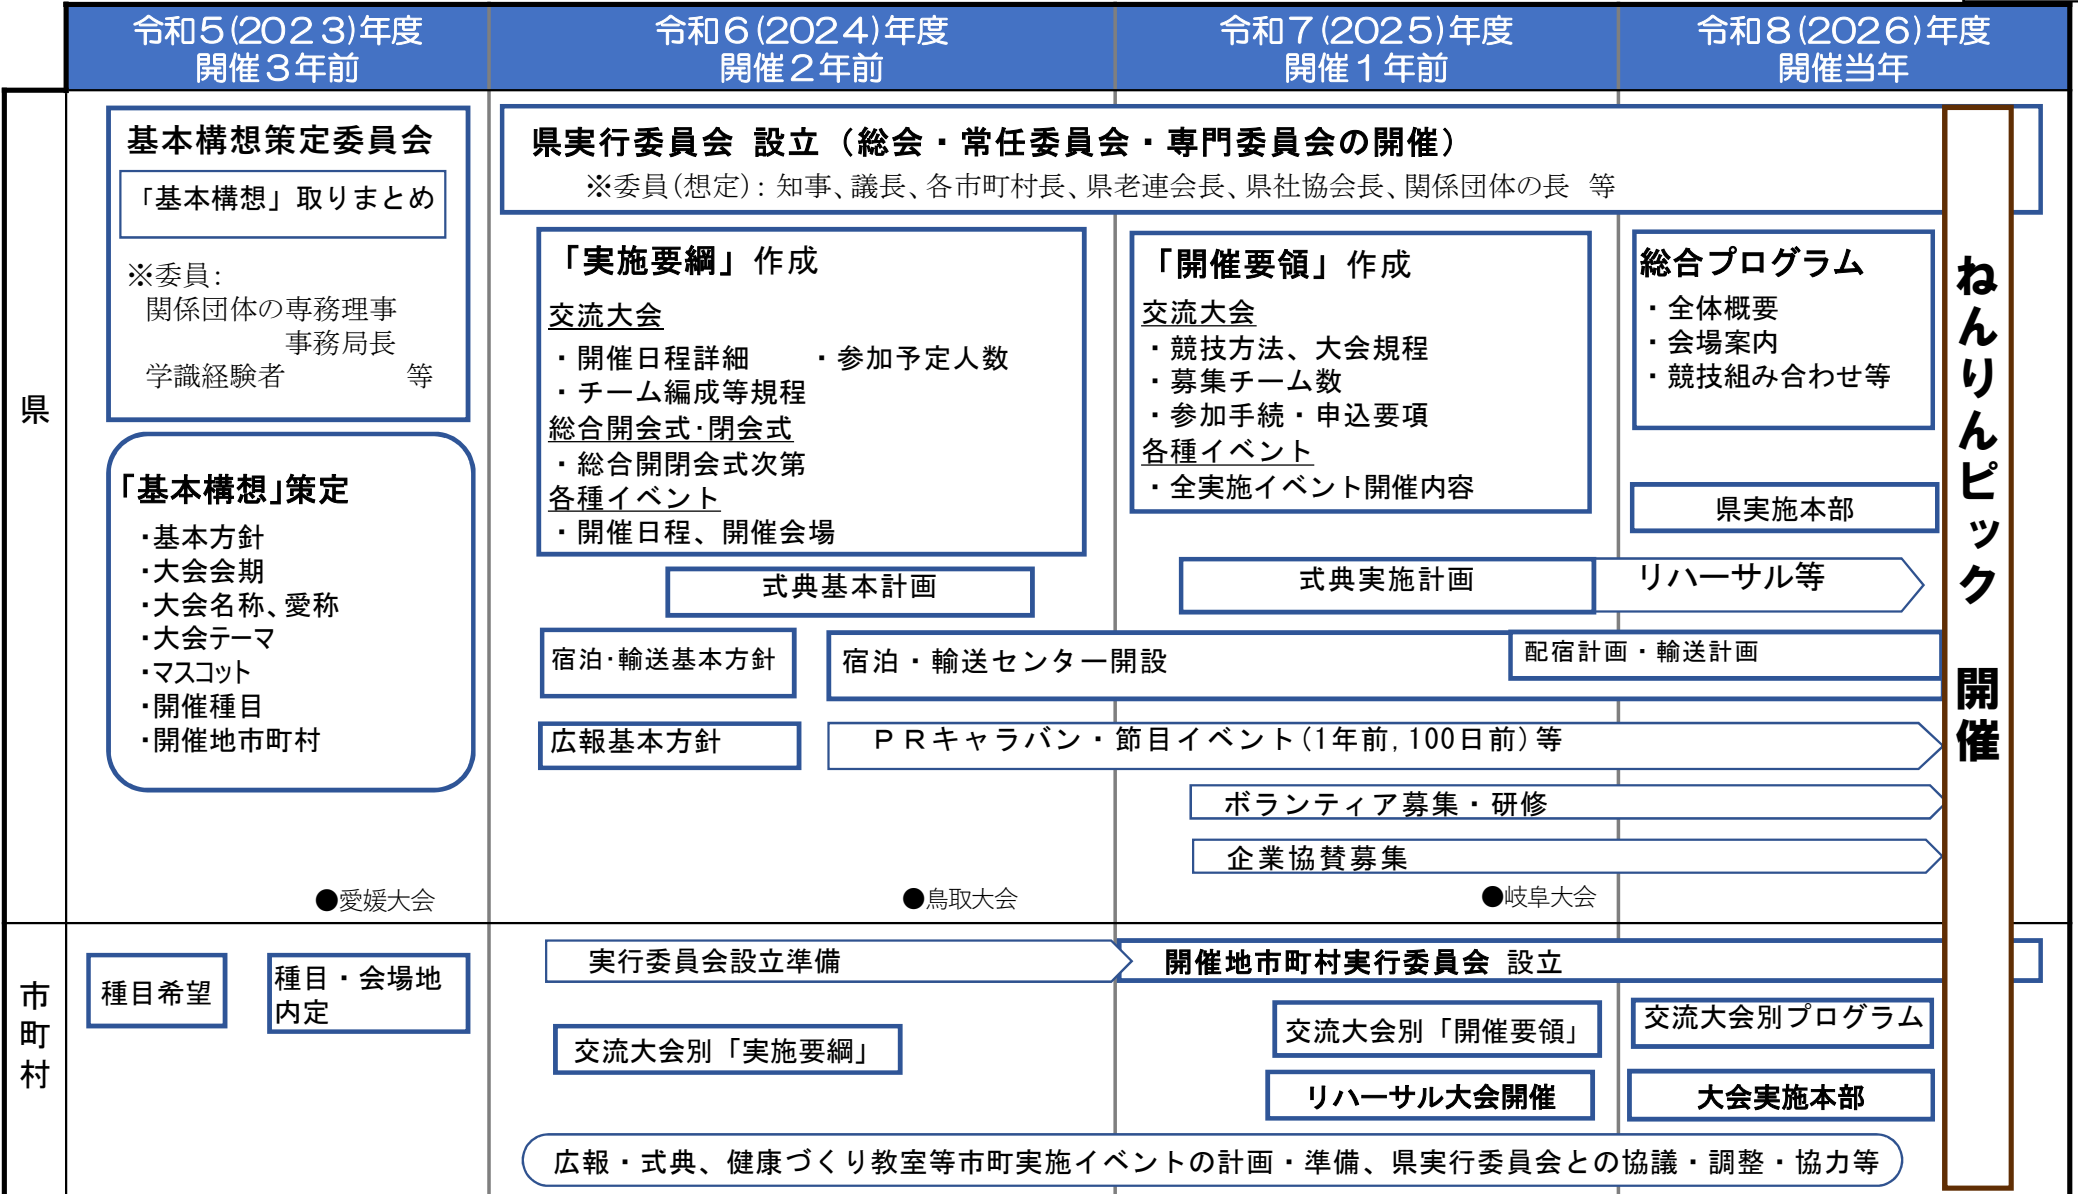 令和５(２０２３)年度
開催３年前
令和６(2024)年度
開催２年前
令和７(2025)年度
開催１年前
令和８(2026)年度
開催当年
県
基本構想策定委員会
「基本構想」取りまとめ
※委員：
関係団体の専務理事
事務局長
学識経験者　等
「基本構想」策定
・基本方針
・大会会期
・大会名称、愛称
・大会テーマ
・マスコット
・開催種目
・開催地市町村
●愛媛大会
県実行委員会 設立（総会・常任委員会・専門委員会の開催）
※委員(想定)：知事、議長、各市町村長、県老連会長、県社協会長、関係団体の長 等
「実施要綱」作成
交流大会
・開催日程詳細　・参加予定人数
・チーム編成等規程
総合開会式・閉会式
・総合開閉会式次第
各種イベント
・開催日程、開催会場
式典基本計画
宿泊・輸送基本方針
宿泊・輸送センター開設
広報基本方針
ＰＲキャラバン・節目イベント(1年前,100日前)等
●鳥取大会
「開催要領」作成
交流大会
・競技方法、大会規程
・募集チーム数
・参加手続・申込要項
各種イベント
・全実施イベント開催内容
式典実施計画
リハーサル等
配宿計画・輸送計画
ボランティア募集・研修
企業協賛募集
●岐阜大会
総合プログラム
・全体概要
・会場案内
・競技組み合わせ等
県実施本部
ねんりんピック　開催
市町村
種目希望
種目・会場地
内定
実行委員会設立準備
開催地市町村実行委員会 設立
交流大会別「実施要綱」
交流大会別「開催要領」
交流大会別プログラム
リハーサル大会開催
大会実施本部
広報・式典、健康づくり教室等市町実施イベントの計画・準備、県実行委員会との協議・調整・協力等